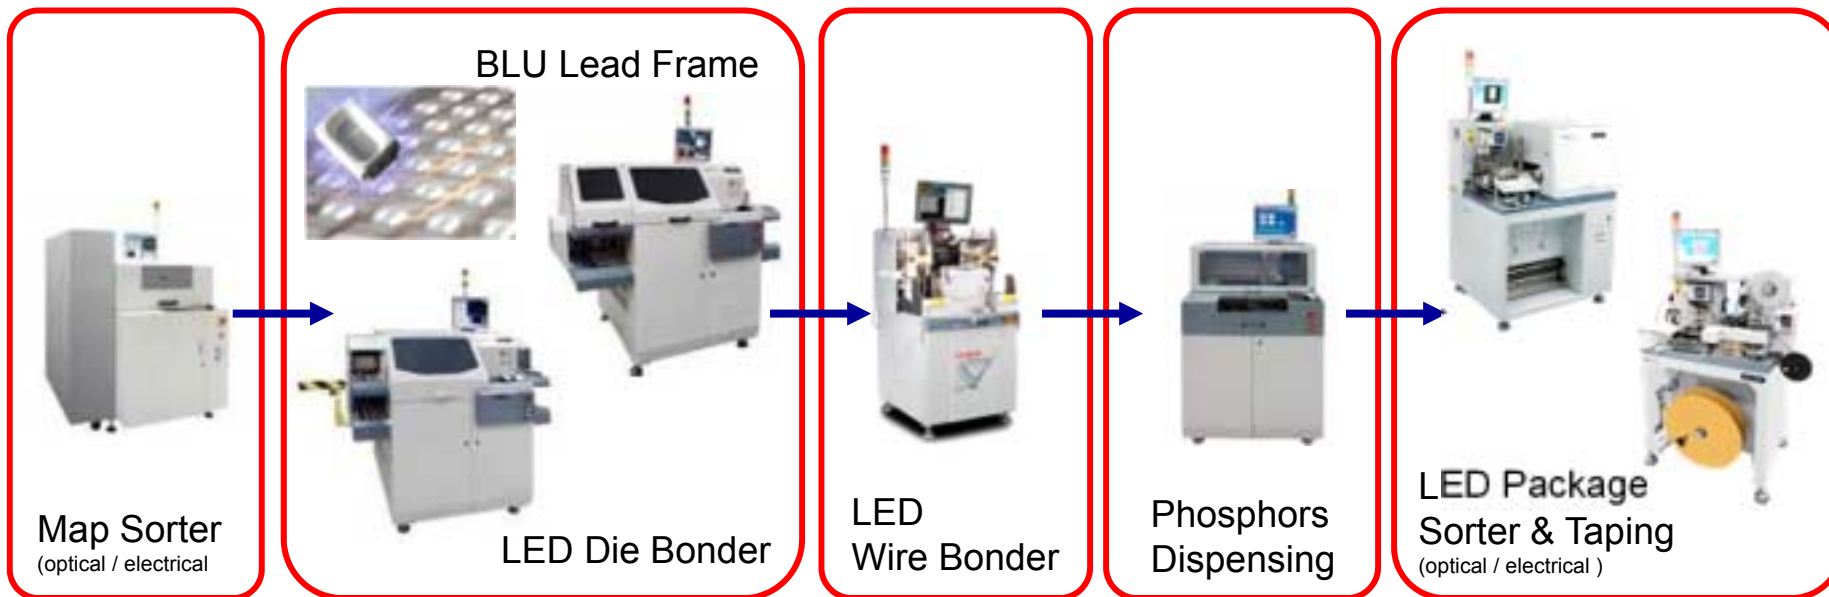 Map Sorter
(optical / electrical
BLU Lead Frame
LED Die Bonder
LED
Wire Bonder
Phosphors
Dispensing
LED Package
Sorter & Taping
(optical / electrical )